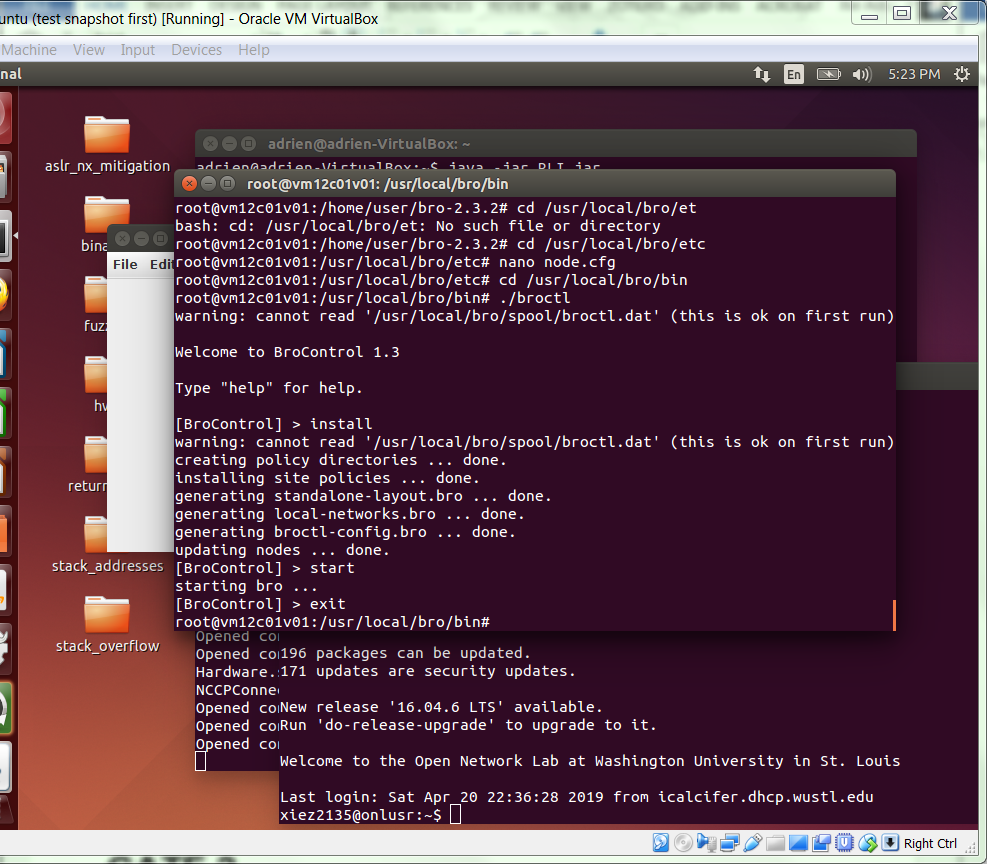 untu (test snapshot first) [Running] - Oracle VM VirtualBox
Machine View Input Devices Help
nal
En
5:23 PM
aslr_nx_mitigation
adrien@adrien-VirtualBox: ~
adrien@adrien-VirtualBox:~$ java -jar RLI.jar
root@vm12c01v01: /usr/local/bro/bin
root@vm12c01v01:/home/user/bro-2.3.2# cd /usr/local/bro/et
bash: cd: /usr/local/bro/et: No such file or directory
root@vm12c01v01:/home/user/bro-2.3.2# cd /usr/local/bro/etc
root@vm12c01v01:/usr/local/bro/etc# nano node.cfg
root@vm12c01v01:/usr/local/bro/etc# cd /usr/local/bro/bin
root@vm12c01v01:/usr/local/bro/bin# ./broctl
warning: cannot read '/usr/local/bro/spool/broctl.dat' (this is ok on first run)
Welcome to BroControl 1.3
Type "help" for help.
[BroControl] > install
warning: cannot read '/usr/local/bro/spool/broctl.dat' (this is ok on first run)
creating policy directories ... done.
installing site policies ... done.
generating standalone-layout.bro ... done.
generating local-networks.bro ... done.
generating broctl-config.bro ... done.
updating nodes ... done.
[BroControl] > start
starting bro ...
[BroControl] > exit
root@vm12c01v01:/usr/local/bro/bin#
bina
File Edi
fuzz
hv
return
stack_addresses
stack_overflow
Opened co
Opened co
Hardware.
NCCPConne
Opened co
Opened co
Opened co
196 packages can be updated.
171 updates are security updates.
New release '16.04.6 LTS' available.
Run 'do-release-upgrade' to upgrade to it.
Welcome to the Open Network Lab at Washington University in St. Louis
Last login: Sat Apr 20 22:36:28 2019 from icalcifer.dhcp.wustl.edu
xiez2135@onlusr:~$
Right Ctrl